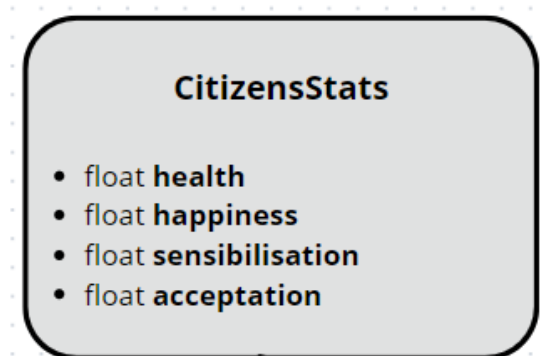 CitizensStats
• float health
• float happiness
• float sensibilisation
• float acceptation